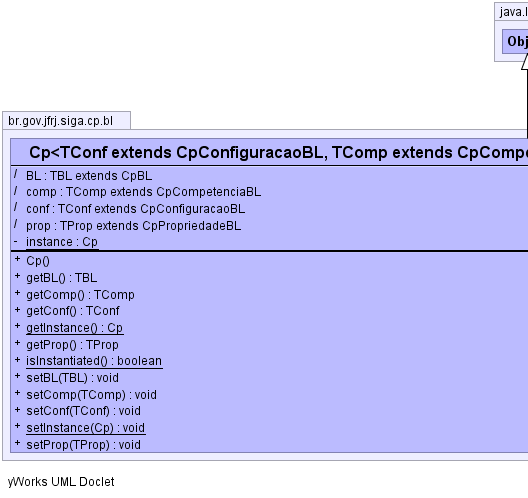 java.l
Obj
br.gov.jfrj.siga.cp.bl
Cp<TConf extends CpConfiguracaoBL, TComp extends CpCompe
/ BL : TBL extends CpBL
/ comp : TComp extends CpCompetenciaBL
/ conf : TConf extends CpConfiguracaoBL
/ prop : TProp extends CpPropriedadeBL
- instance : Cp
+ Cp()
+ getBL() : TBL
+ getComp() : TComp
+ getConf() : TConf
+ getInstance() : Cp
+ getProp() : TProp
+ isInstantiated() : boolean
+ setBL(TBL) : void
+ setComp(TComp) : void
+ setConf(TConf) : void
+ setInstance(Cp) : void
+ setProp(TProp) : void
yWorks UML Doclet